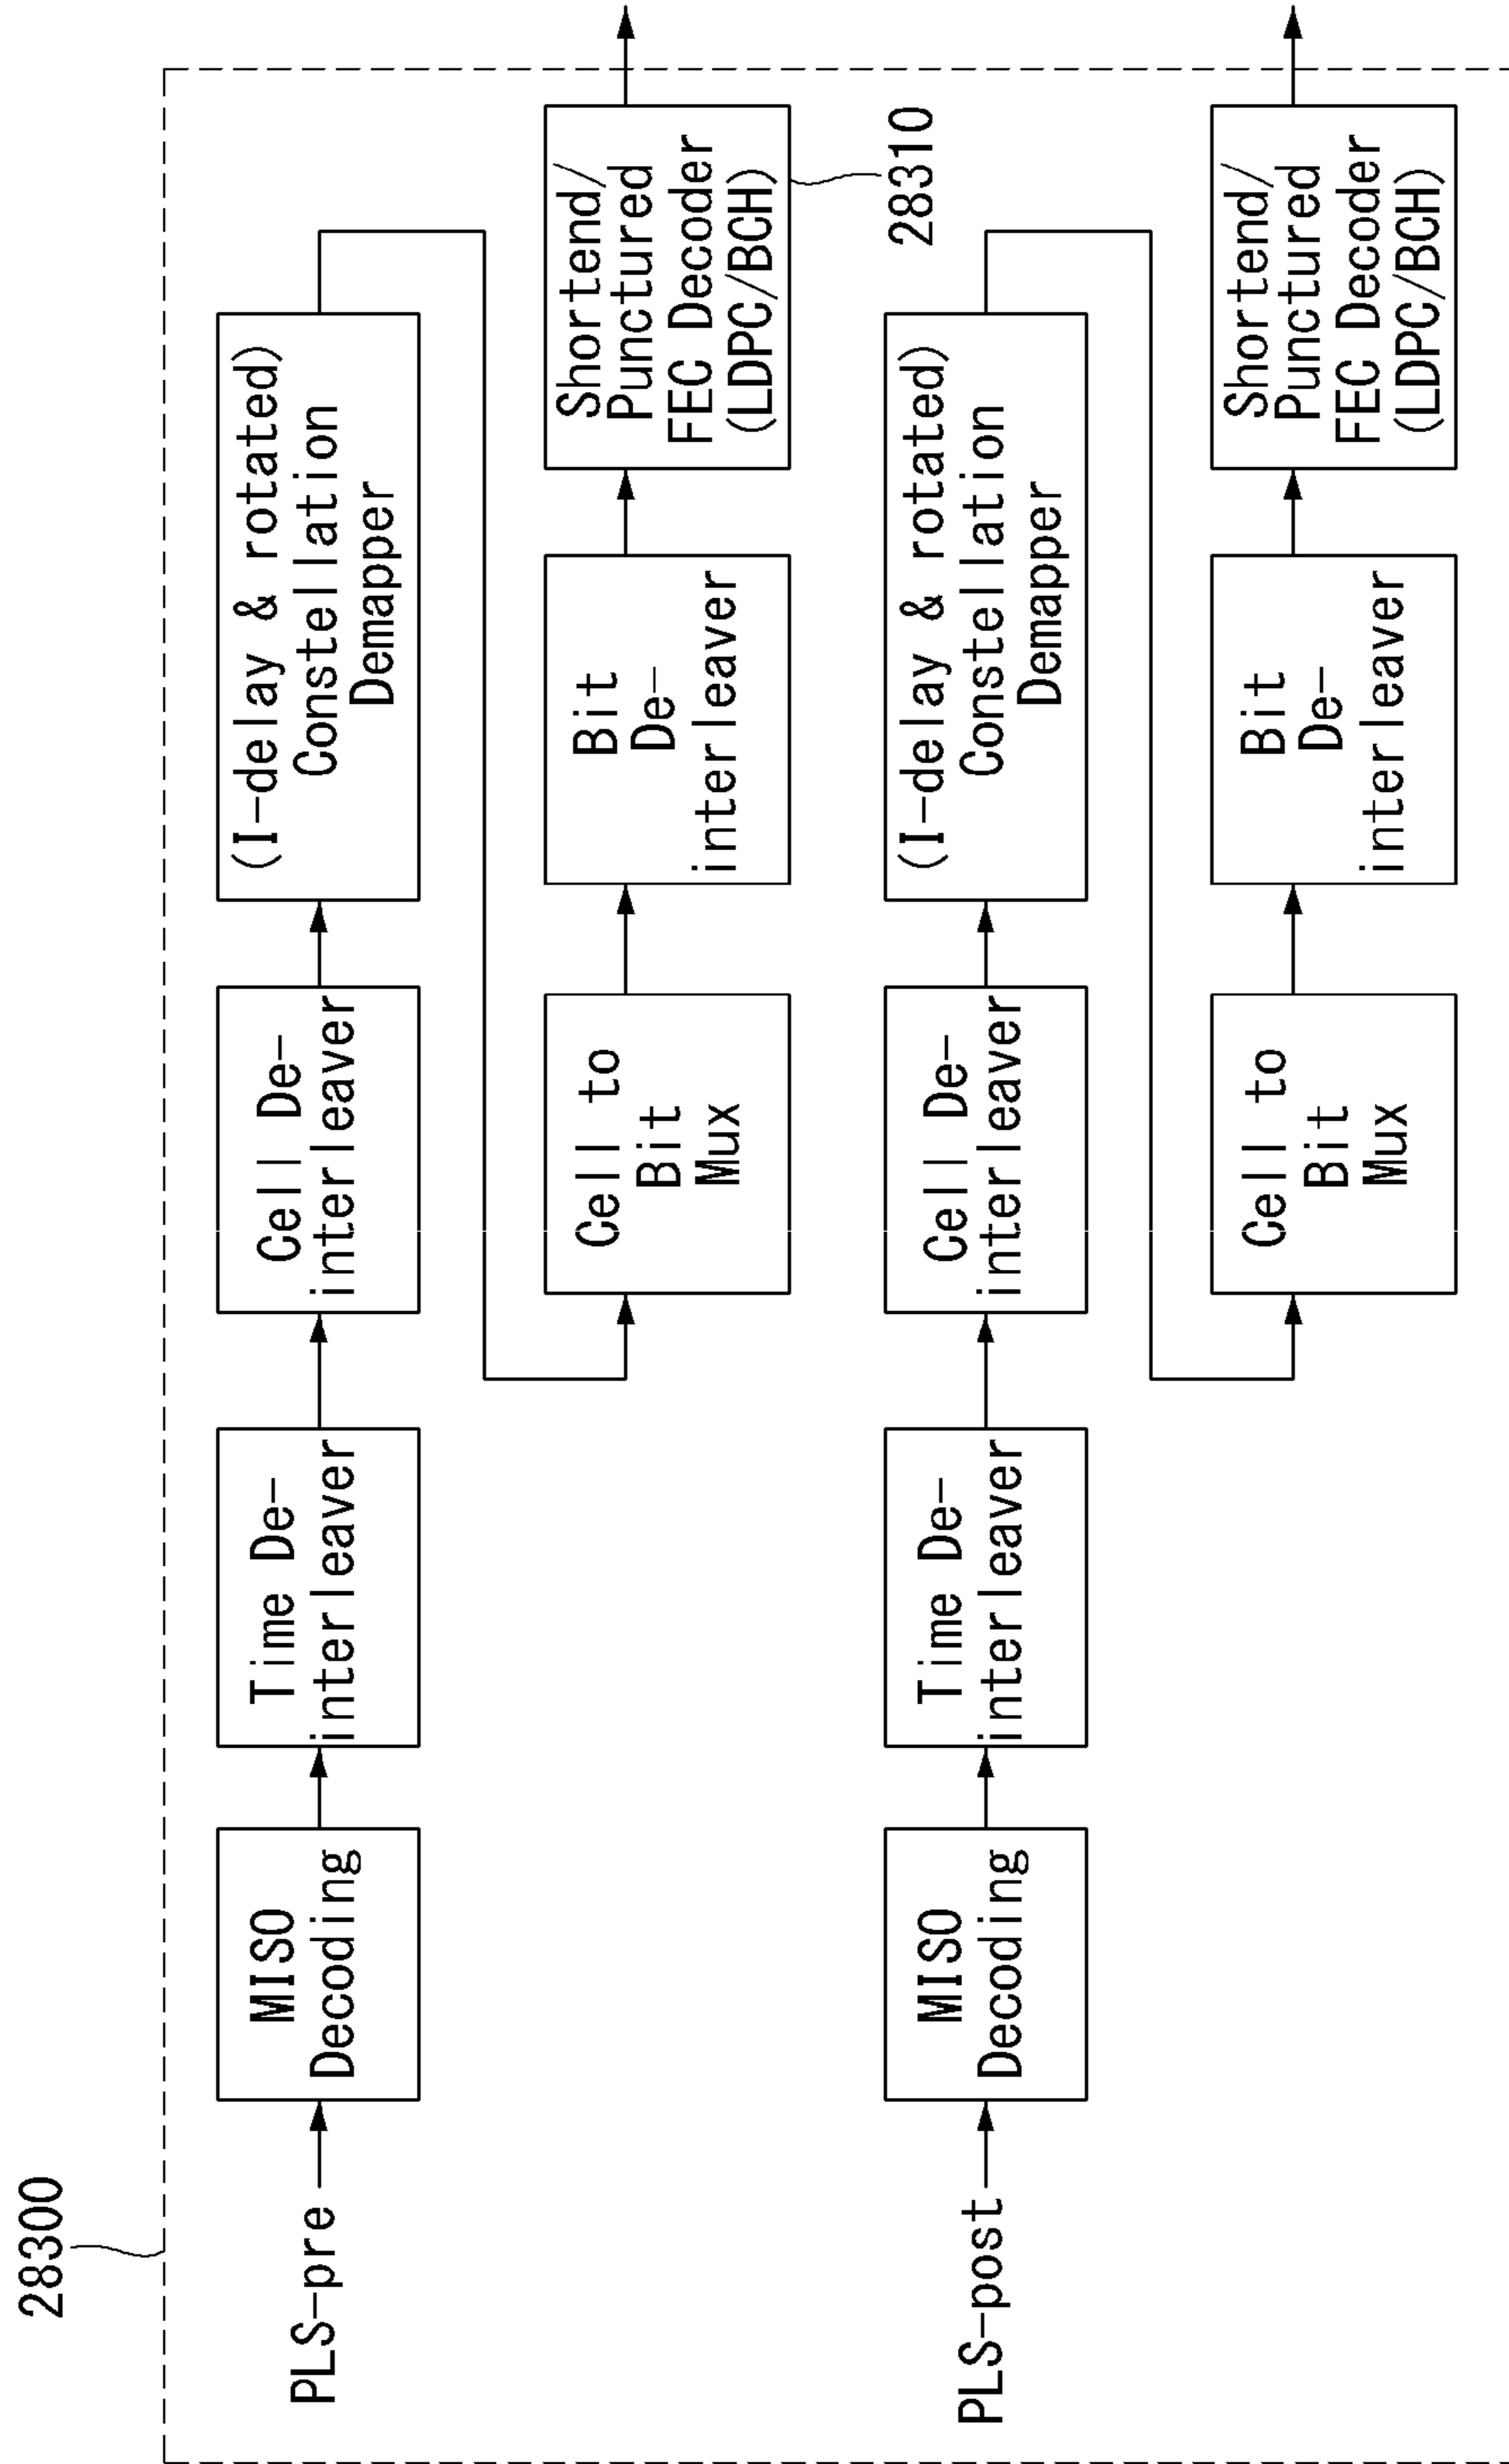 28300
PLS-pre
MISO
Decoding
Time De-
interleaver
Cell De-
interleaver
(I-delay & rotated)
Constellation
Demapper
Cell to
Bit
Mux
Bit
De-
interleaver
Shortend/
Punctured
FEC Decoder
(LDPC/BCH)
28310
PLS-post
MISO
Decoding
Time De-
interleaver
Cell De-
interleaver
(I-delay & rotated)
Constellation
Demapper
Cell to
Bit
Mux
Bit
De-
interleaver
Shortend/
Punctured
FEC Decoder
(LDPC/BCH)